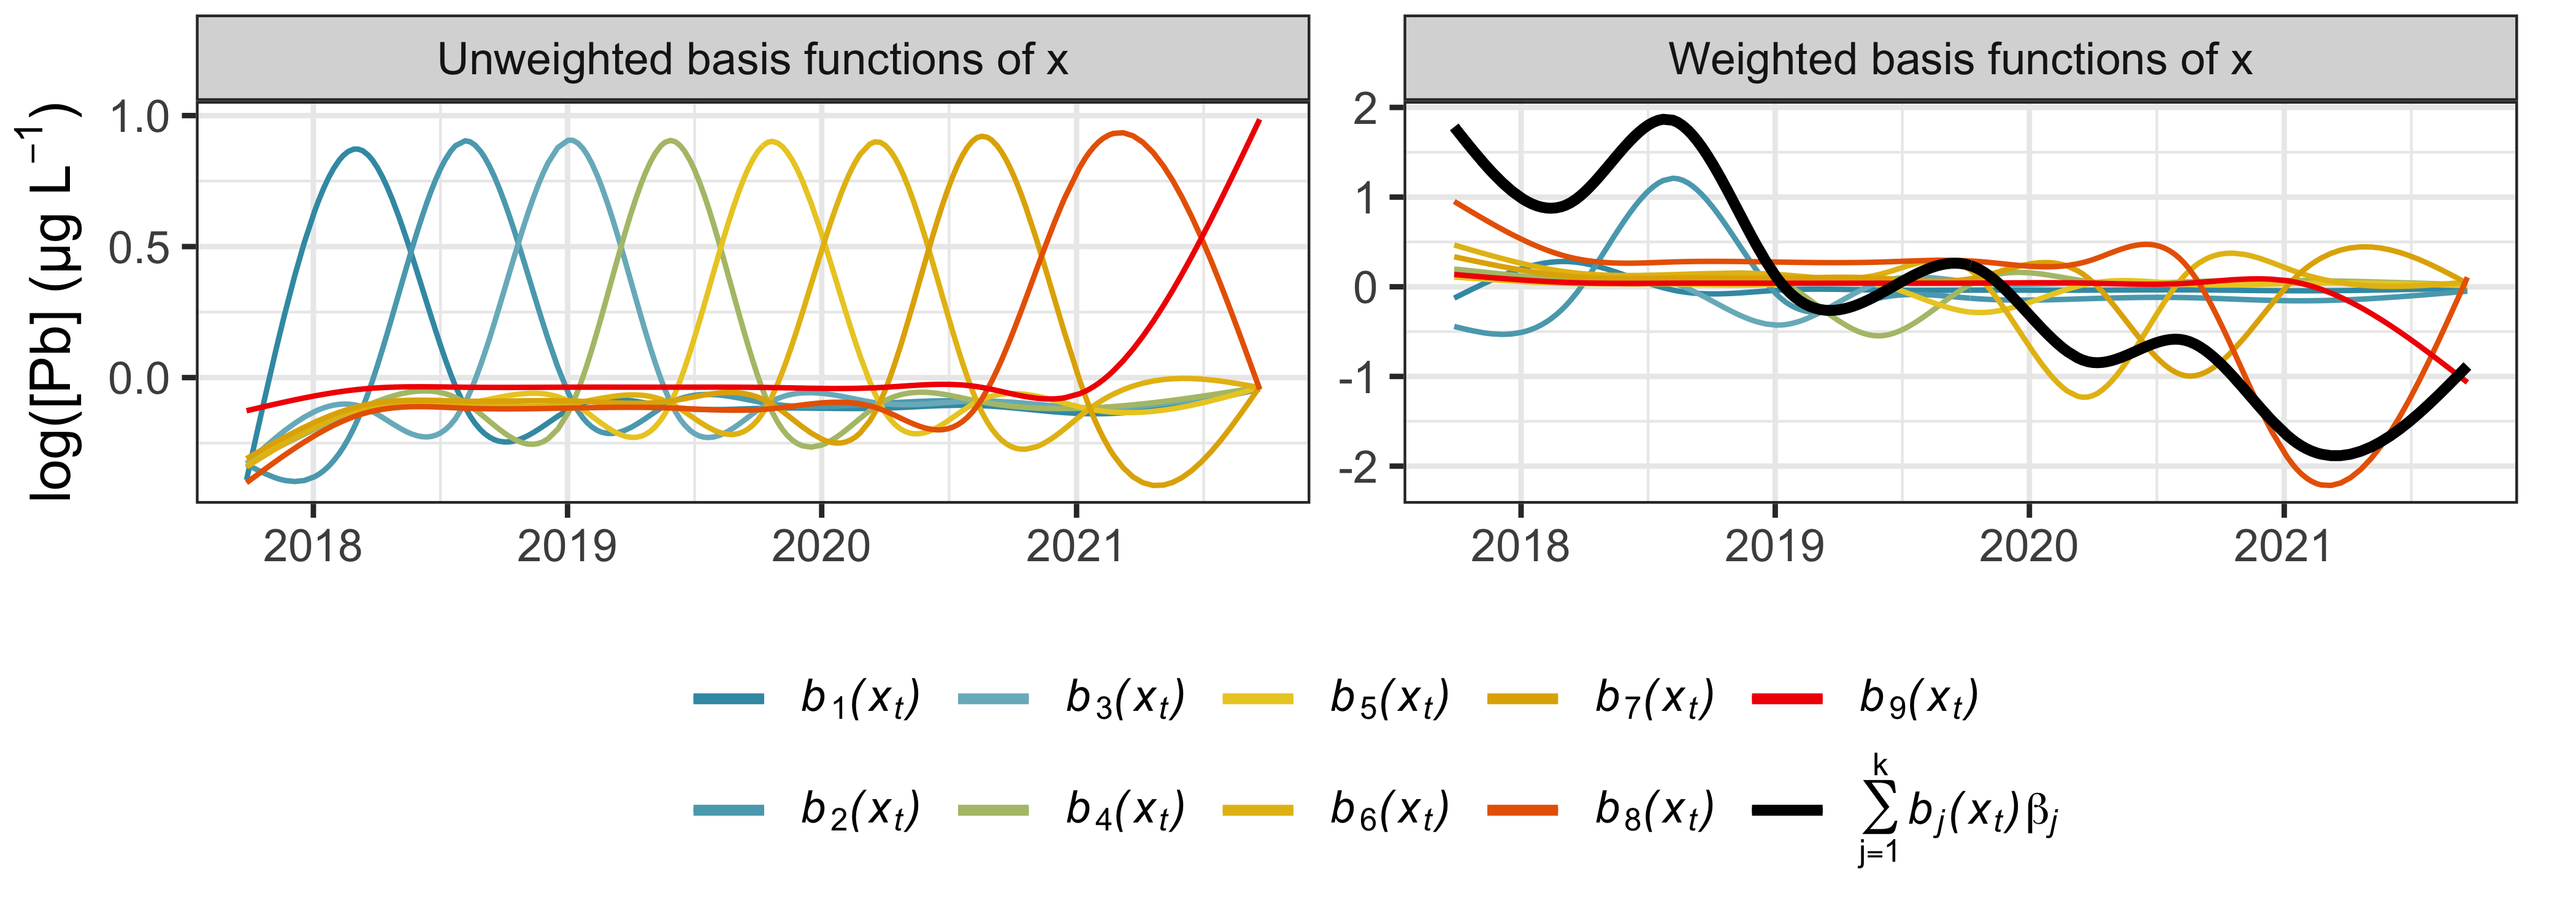 Unweighted basis functions of x
Weighted basis functions of x
log([Pb] (µg L⁻¹)
1.0
0.5
0.0
2018 2019 2020 2021
2
1
0
-1
-2
2018 2019 2020 2021
b₁(xₜ) b₃(xₜ) b₅(xₜ) b₇(xₜ) b₉(xₜ)
b₂(xₜ) b₄(xₜ) b₆(xₜ) b₈(xₜ) k ∑ j=1 bⱼ(xₜ)βⱼ